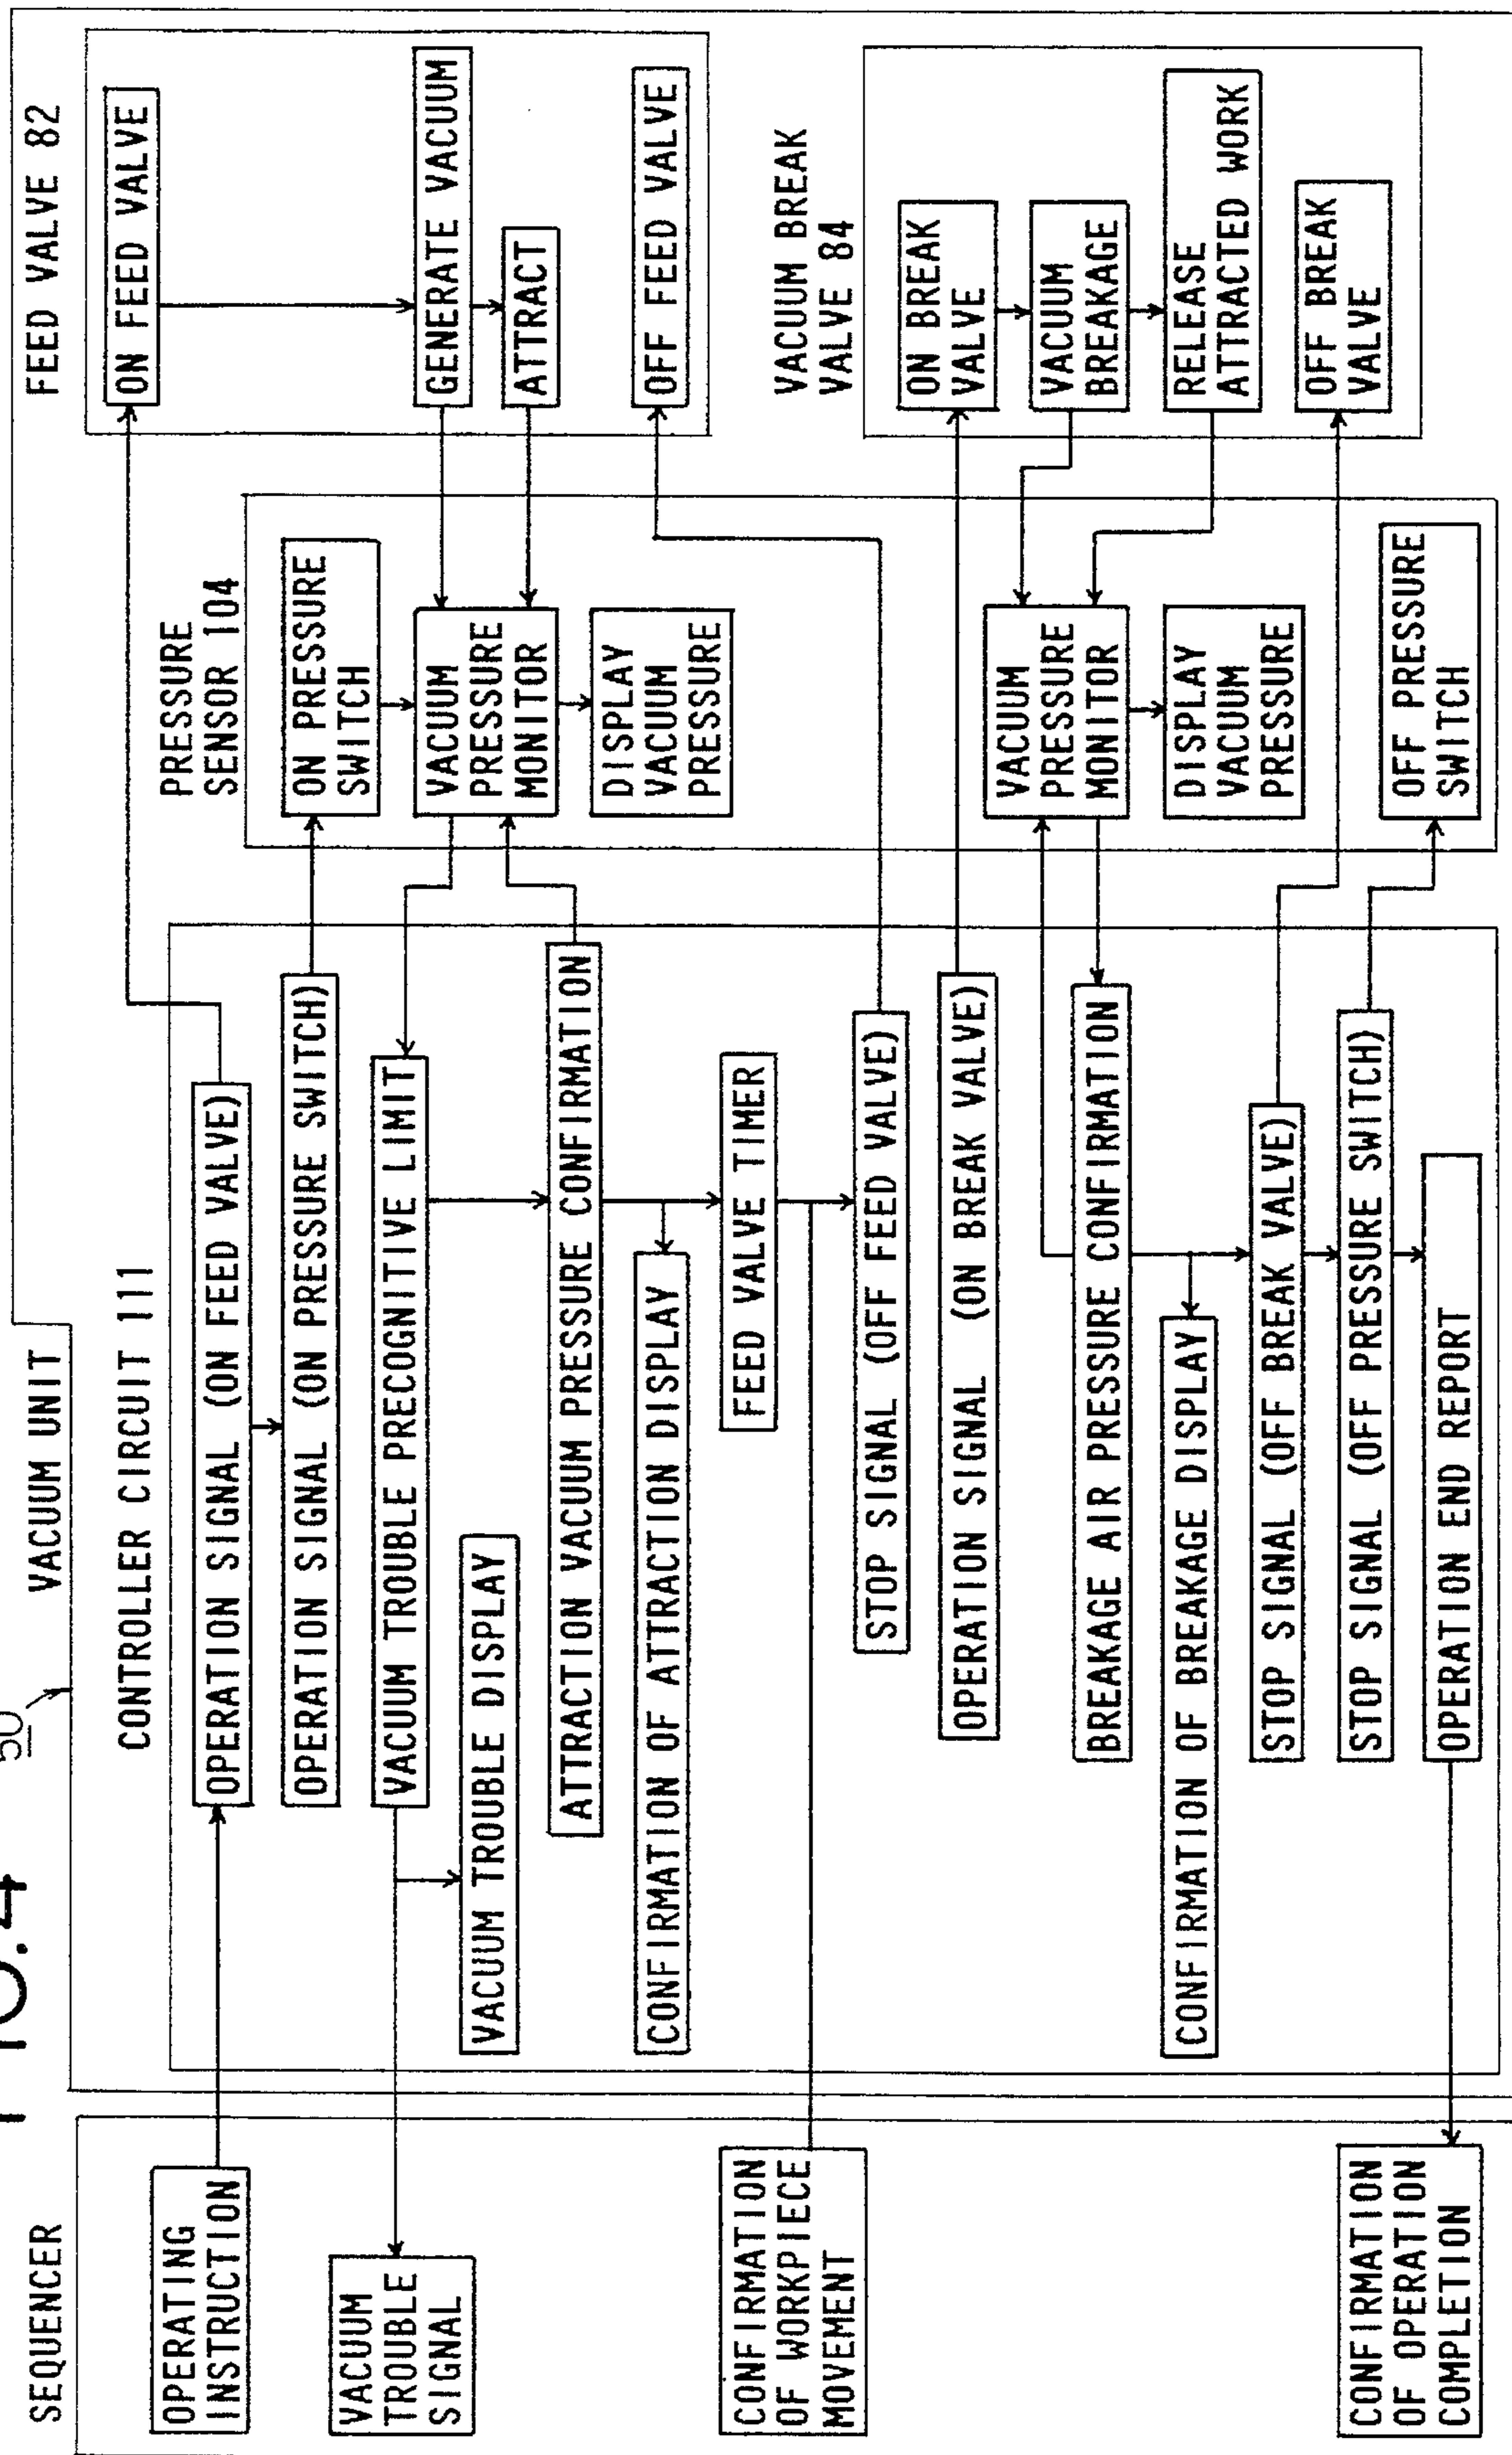 FIG. 4
50
VACUUM UNIT
SEQUENCER
OPERATING
INSTRUCTION
VACUUM
TROUBLE
SIGNAL
CONFIRMATION
OF WORKPIECE
MOVEMENT
CONFIRMATION
OF OPERATION
COMPLETION
CONTROLLER CIRCUIT 111
OPERATION SIGNAL (ON FEED VALVE)
OPERATION SIGNAL (ON PRESSURE SWITCH)
VACUUM TROUBLE PRECOGNITIVE LIMIT
VACUUM TROUBLE DISPLAY
ATTRACTION VACUUM PRESSURE CONFIRMATION
CONFIRMATION OF ATTRACTION DISPLAY
FEED VALVE TIMER
STOP SIGNAL (OFF FEED VALVE)
OPERATION SIGNAL (ON BREAK VALVE)
BREAKAGE AIR PRESSURE CONFIRMATION
CONFIRMATION OF BREAKAGE DISPLAY
STOP SIGNAL (OFF BREAK VALVE)
STOP SIGNAL (OFF PRESSURE SWITCH)
OPERATION END REPORT
PRESSURE
SENSOR 104
ON PRESSURE
SWITCH
VACUUM
PRESSURE
MONITOR
DISPLAY
VACUUM
PRESSURE
VACUUM
PRESSURE
MONITOR
DISPLAY
VACUUM
PRESSURE
OFF PRESSURE
SWITCH
FEED VALVE 82
ON FEED VALVE
GENERATE VACUUM
ATTRACT
OFF FEED VALVE
VACUUM BREAK
VALVE 84
ON BREAK
VALVE
VACUUM
BREAKAGE
RELEASE
ATTRACTED WORK
OFF BREAK
VALVE